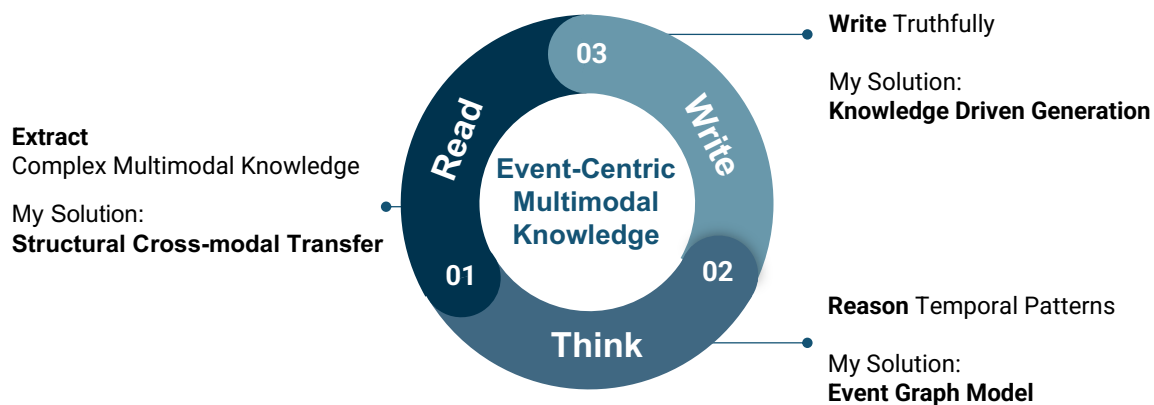 Extract
Complex Multimodal Knowledge
My Solution:
Structural Cross-modal Transfer
Read
01
Event-Centric
Multimodal
Knowledge
Think
02
Reason Temporal Patterns
My Solution:
Event Graph Model
03
Write
Write Truthfully
My Solution:
Knowledge Driven Generation